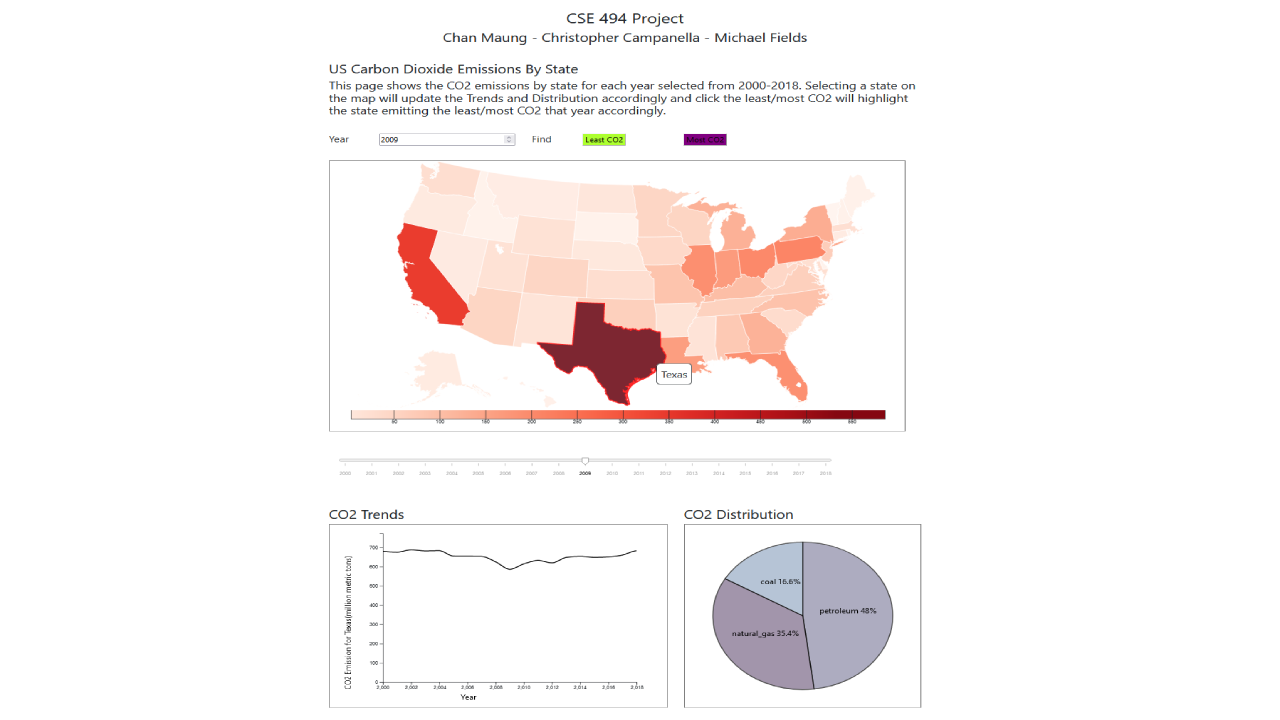 CSE 494 Project
Chan Maung - Christopher Campanella - Michael Fields
US Carbon Dioxide Emissions By State
This page shows the CO2 emissions by state for each year selected from 2000-2018. Selecting a state on
the map will update the Trends and Distribution accordingly and click the least/most CO2 will highlight
the state emitting the least/most CO2 that year accordingly.
Year 2009 Find Least CO2 Most CO2
Texas
50 100 150 200 250 300 350 400 450 500 550
2000 2001 2002 2003 2004 2005 2006 2007 2008 2009 2010 2011 2012 2013 2014 2015 2016 2017 2018
CO2 Trends
CO2 Emission for Texas(million metric tons)
700
600
500
400
300
200
100
0
2,000 2,002 2,004 2,006 2,008 2,010 2,012 2,014 2,016 2,018
Year
CO2 Distribution
coal 16.6%
petroleum 48%
natural_gas 35.4%